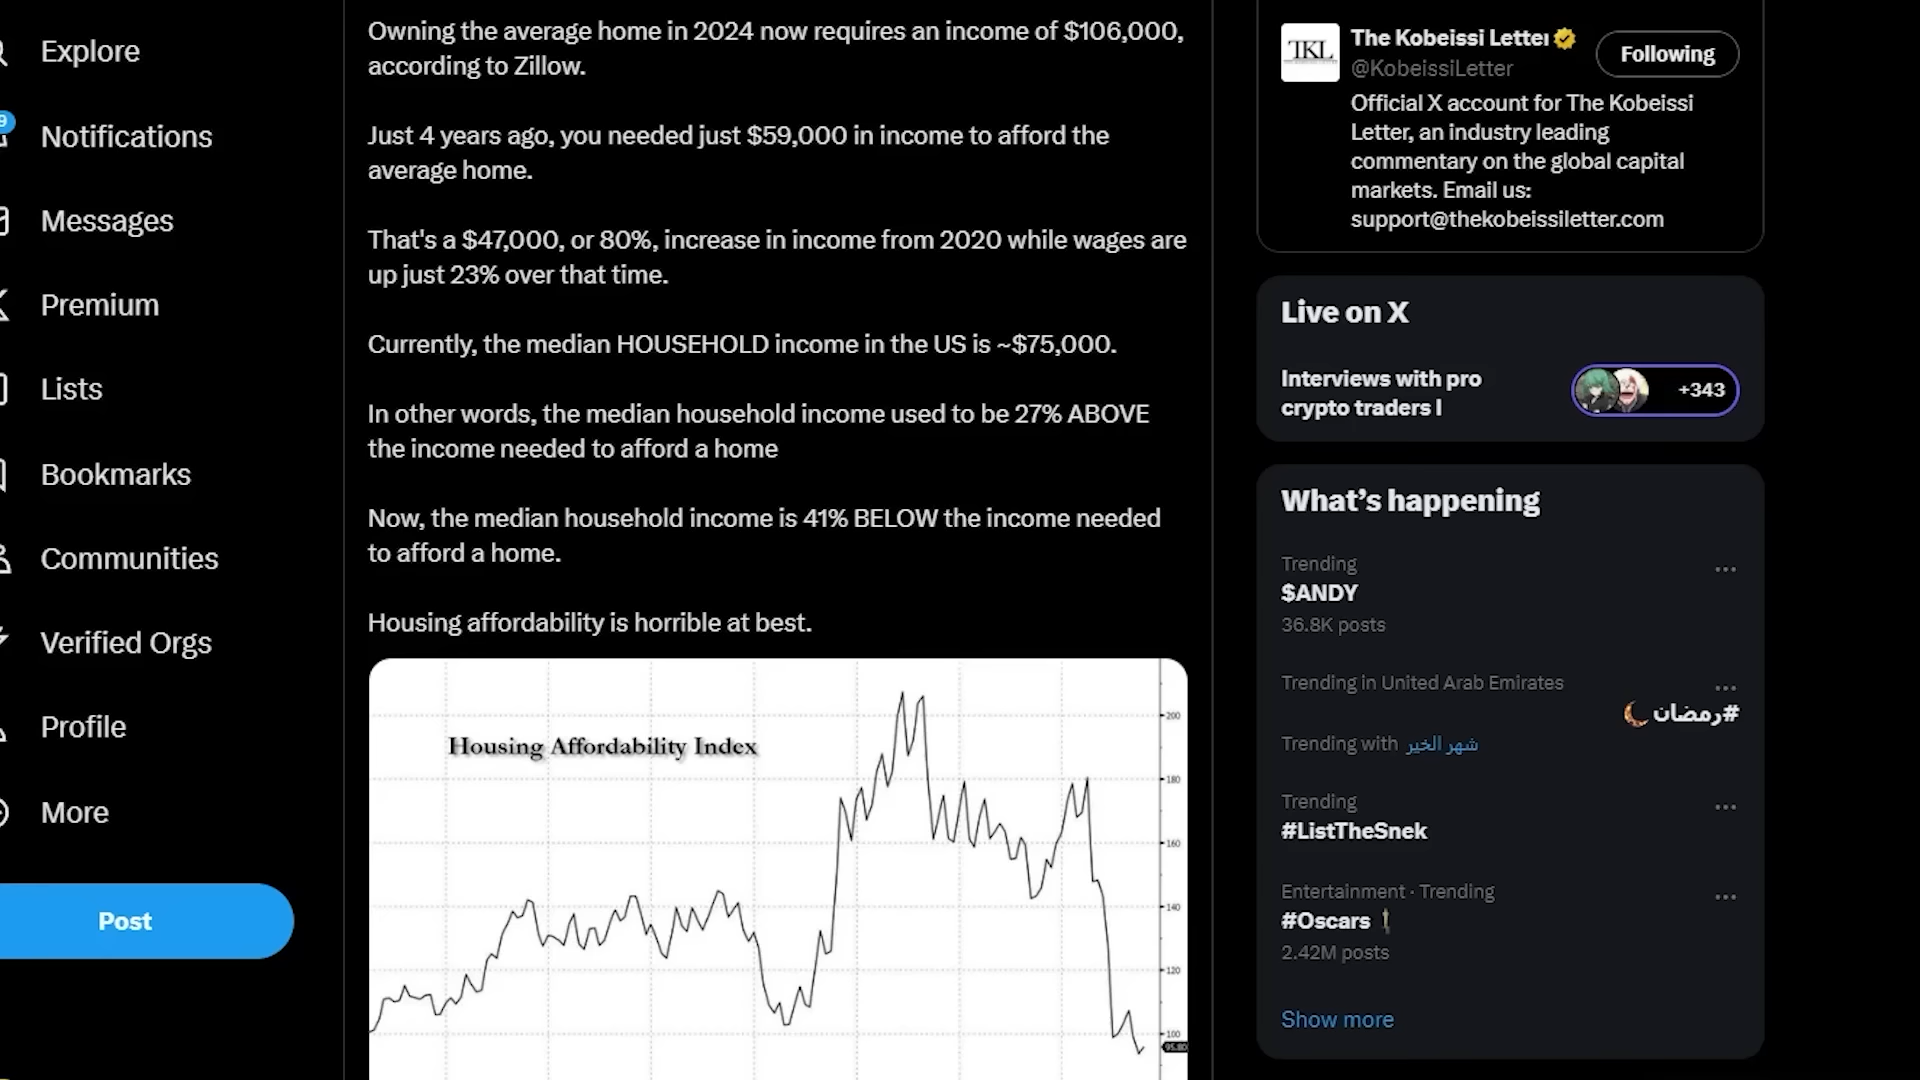 Explore
Notifications
Messages
Premium
Lists
Bookmarks
Communities
Verified Orgs
Profile
More
Post
9
Owning the average home in 2024 now requires an income of $106,000,
according to Zillow.
Just 4 years ago, you needed just $59,000 in income to afford the
average home.
That's a $47,000, or 80%, increase in income from 2020 while wages are
up just 23% over that time.
Currently, the median HOUSEHOLD income in the US is ~$75,000.
In other words, the median household income used to be 27% ABOVE
the income needed to afford a home
Now, the median household income is 41% BELOW the income needed
to afford a home.
Housing affordability is horrible at best.
Housing Affordability Index
200
180
160
140
120
100
95.80
TKL
The Kobeissi Letter
@KobeissiLetter
Following
Official X account for The Kobeissi
Letter, an industry leading
commentary on the global capital
markets. Email us:
support@thekobeissiletter.com
Live on X
Interviews with pro
crypto traders l
+343
What's happening
Trending
$ANDY
36.8K posts
Trending in United Arab Emirates
#رمضان
Trending with شهر الخير
Trending
#ListTheSnek
Entertainment · Trending
#Oscars
2.42M posts
Show more